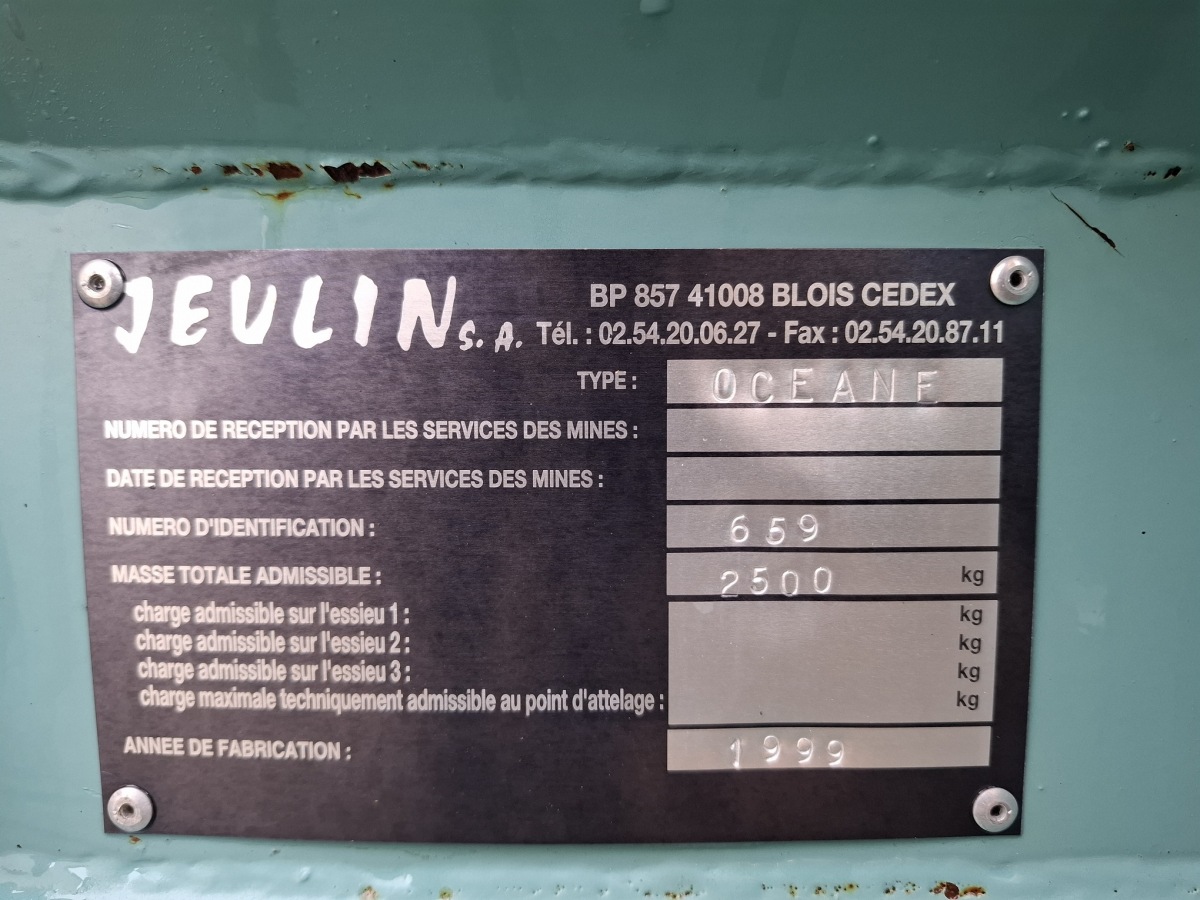 JEULIN S.A.
BP 857 41008 BLOIS CEDEX
Tél. : 02.54.20.06.27 - Fax : 02.54.20.87.11
TYPE : OCEANE
NUMERO DE RECEPTION PAR LES SERVICES DES MINES :
DATE DE RECEPTION PAR LES SERVICES DES MINES :
NUMERO D'IDENTIFICATION : 659
MASSE TOTALE ADMISSIBLE : 2500 kg
charge admissible sur l'essieu 1 : kg
charge admissible sur l'essieu 2 : kg
charge admissible sur l'essieu 3 : kg
charge maximale techniquement admissible au point d'attelage : kg
ANNEE DE FABRICATION : 1999